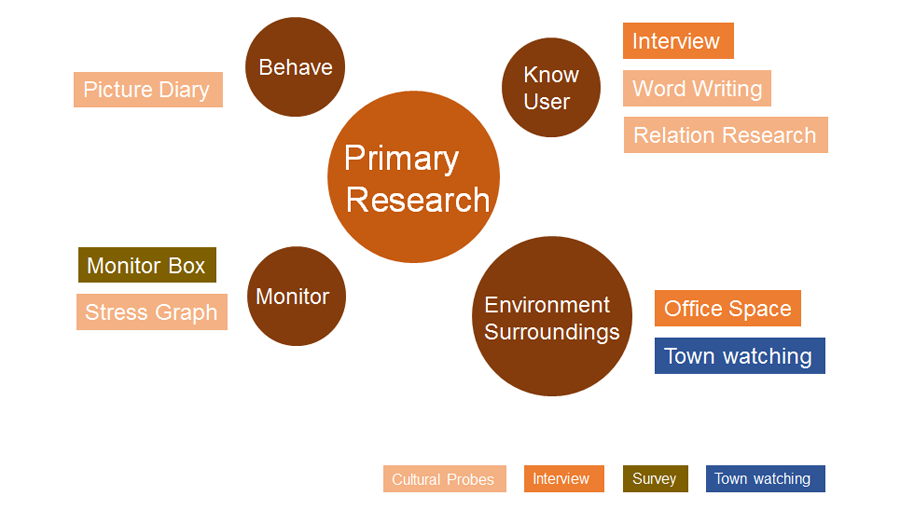 Behave
Picture Diary
Primary
Research
Know
User
Interview
Word Writing
Relation Research
Monitor Box
Stress Graph
Monitor
Environment
Surroundings
Office Space
Town watching
Cultural Probes
Interview
Survey
Town watching